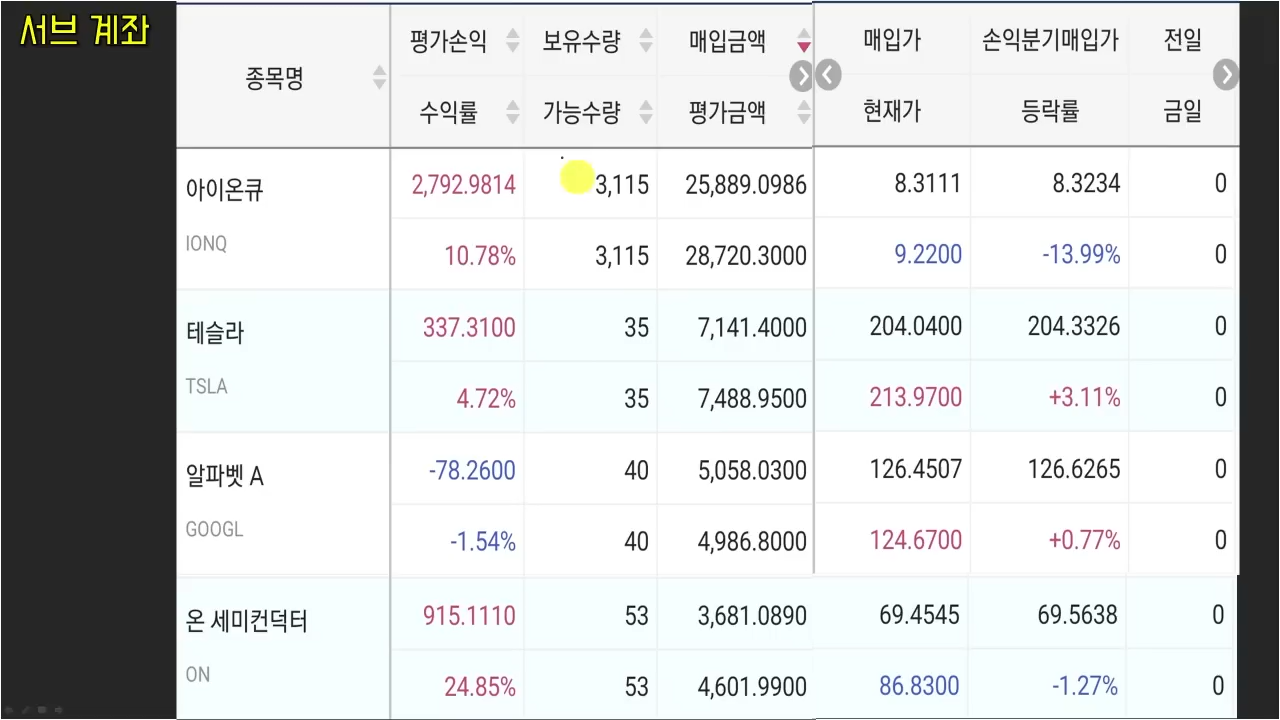 서브 계좌
종목명
평가손익 보유수량 매입금액 매입가 손익분기매입가 전일
수익률 가능수량 평가금액 현재가 등락률 금일
아이온큐 2,792.9814 3,115 25,889.0986 8.3111 8.3234 0
IONQ 10.78% 3,115 28,720.3000 9.2200 -13.99% 0
테슬라 337.3100 35 7,141.4000 204.0400 204.3326 0
TSLA 4.72% 35 7,488.9500 213.9700 +3.11% 0
알파벳 A -78.2600 40 5,058.0300 126.4507 126.6265 0
GOOGL -1.54% 40 4,986.8000 124.6700 +0.77% 0
온 세미컨덕터 915.1110 53 3,681.0890 69.4545 69.5638 0
ON 24.85% 53 4,601.9900 86.8300 -1.27% 0